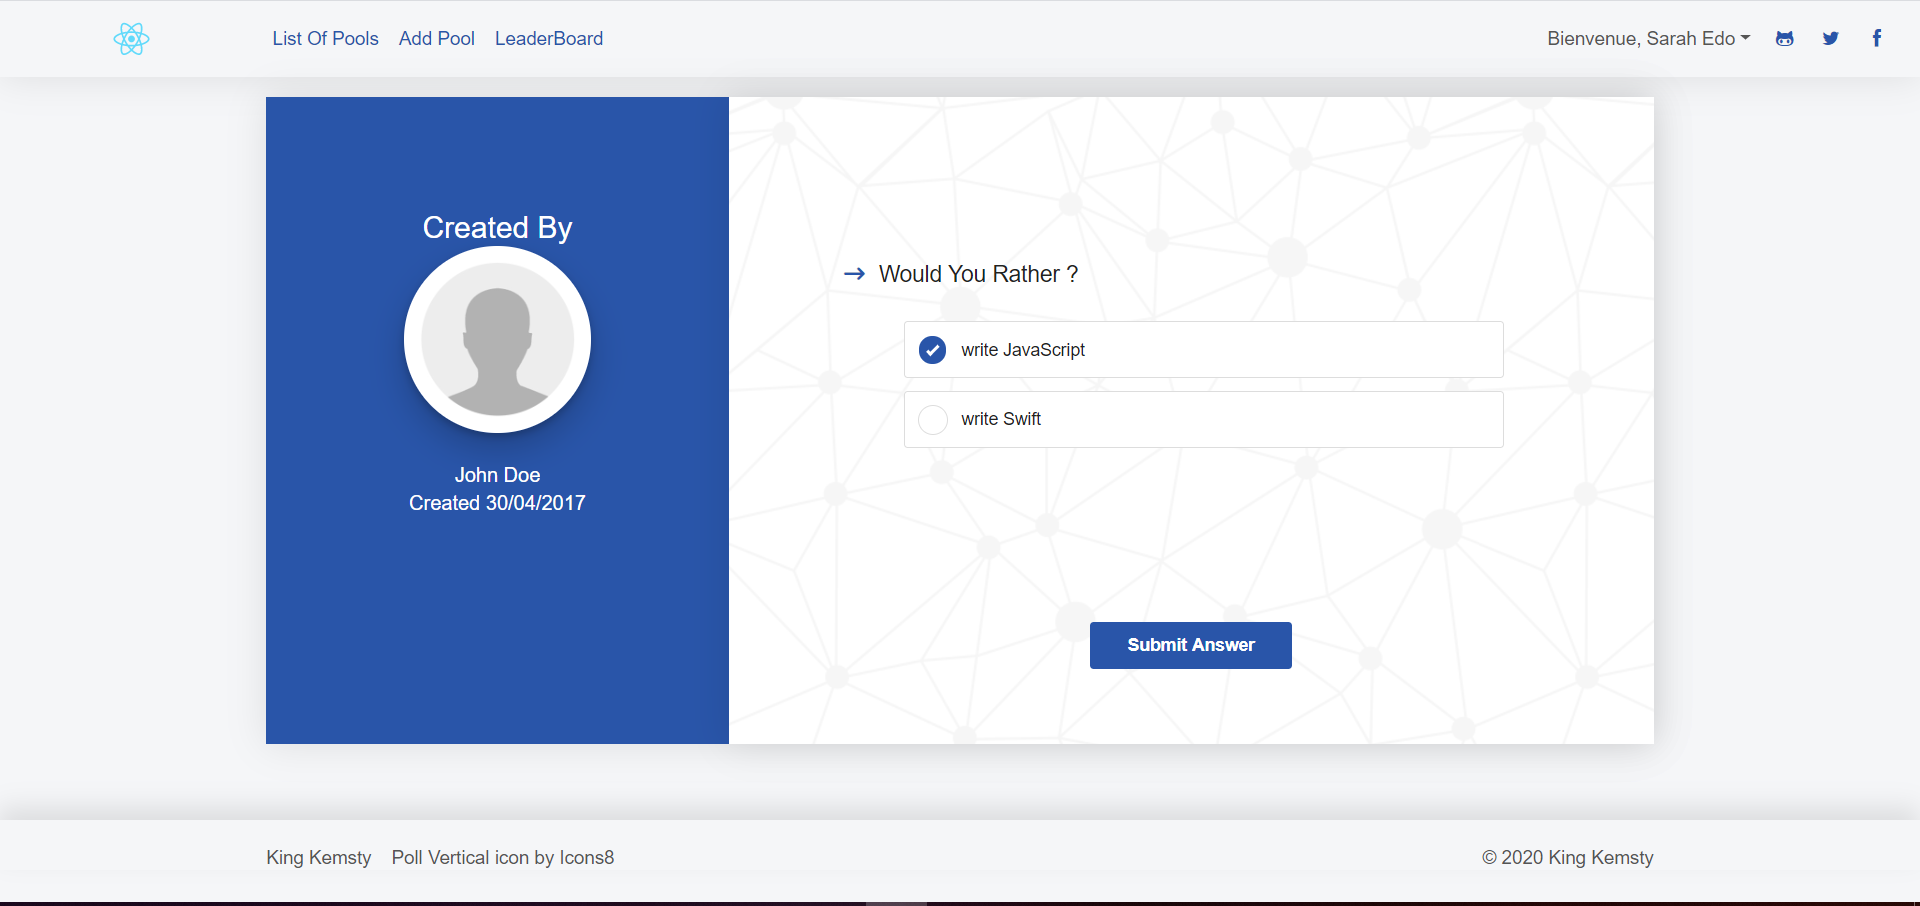 List Of Pools Add Pool LeaderBoard Bienvenue, Sarah Edo
Created By
John Doe
Created 30/04/2017
Would You Rather ?
write JavaScript
write Swift
Submit Answer
King Kemsty Poll Vertical icon by Icons8 © 2020 King Kemsty